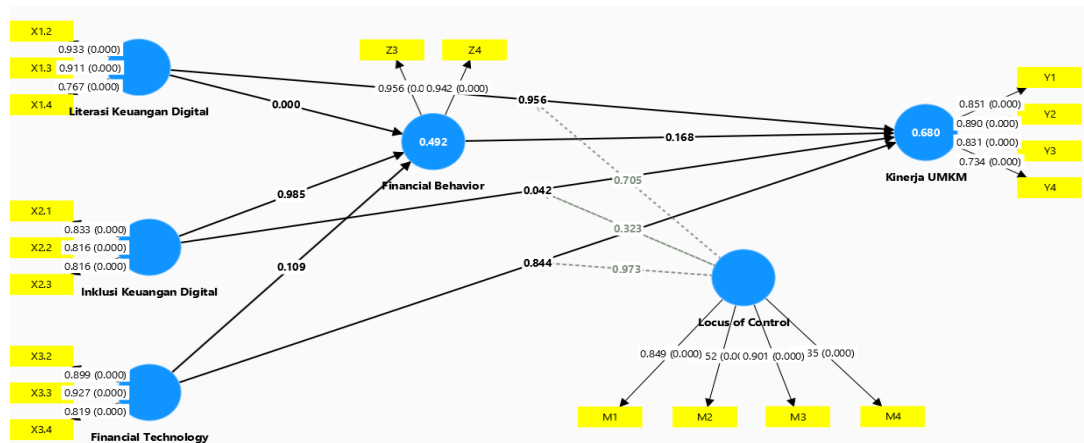 X1.2
0.933 (0.000)
X1.3
0.911 (0.000)
0.767 (0.000)
X1.4
Literasi Keuangan Digital
Z3
Z4
0.942 (0.000)
0.956
0.000
0.492
Financial Behavior
0.168
0.956
0.680
Kinerja UMKM
Y1
0.851 (0.000)
Y2
0.890 (0.000)
0.831 (0.000)
Y3
0.734 (0.000)
Y4
0.985
0.042
0.705
0.323
0.109
0.844
0.973
X2.1
0.833 (0.000)
X2.2
0.816 (0.000)
0.816 (0.000)
X2.3
Inklusi Keuangan Digital
Locus of Control
0.849 (0.000)
0.901 (0.000)
35 (0.000)
M1
M2
M3
M4
X3.2
0.899 (0.000)
X3.3
0.927 (0.000)
0.819 (0.000)
X3.4
Financial Technology